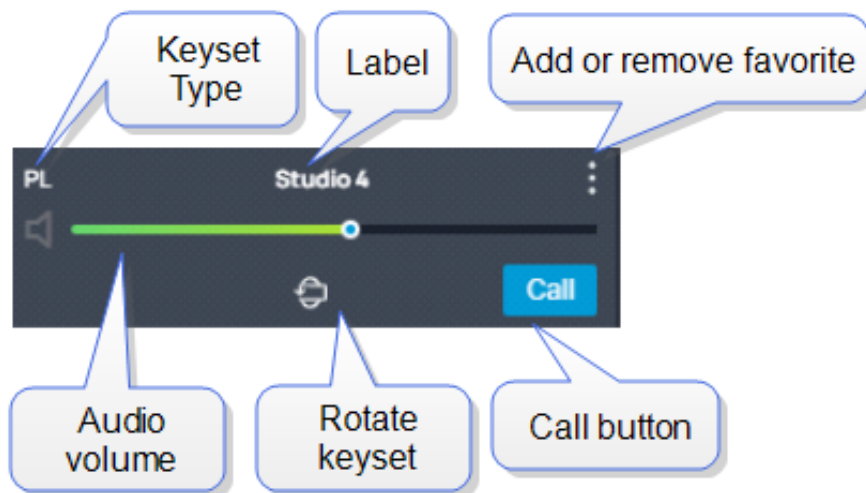 Keyset
Type
Label
Add or remove favorite
PL
Studio 4
Call
Audio
volume
Rotate
keyset
Call button